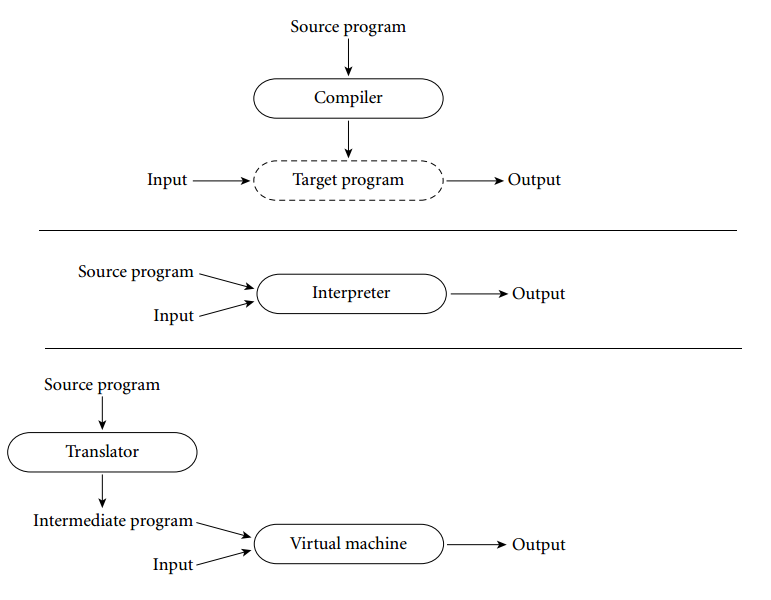 Source program
Compiler
Input
Target program
Output
Source program
Input
Interpreter
Output
Source program
Translator
Intermediate program
Input
Virtual machine
Output